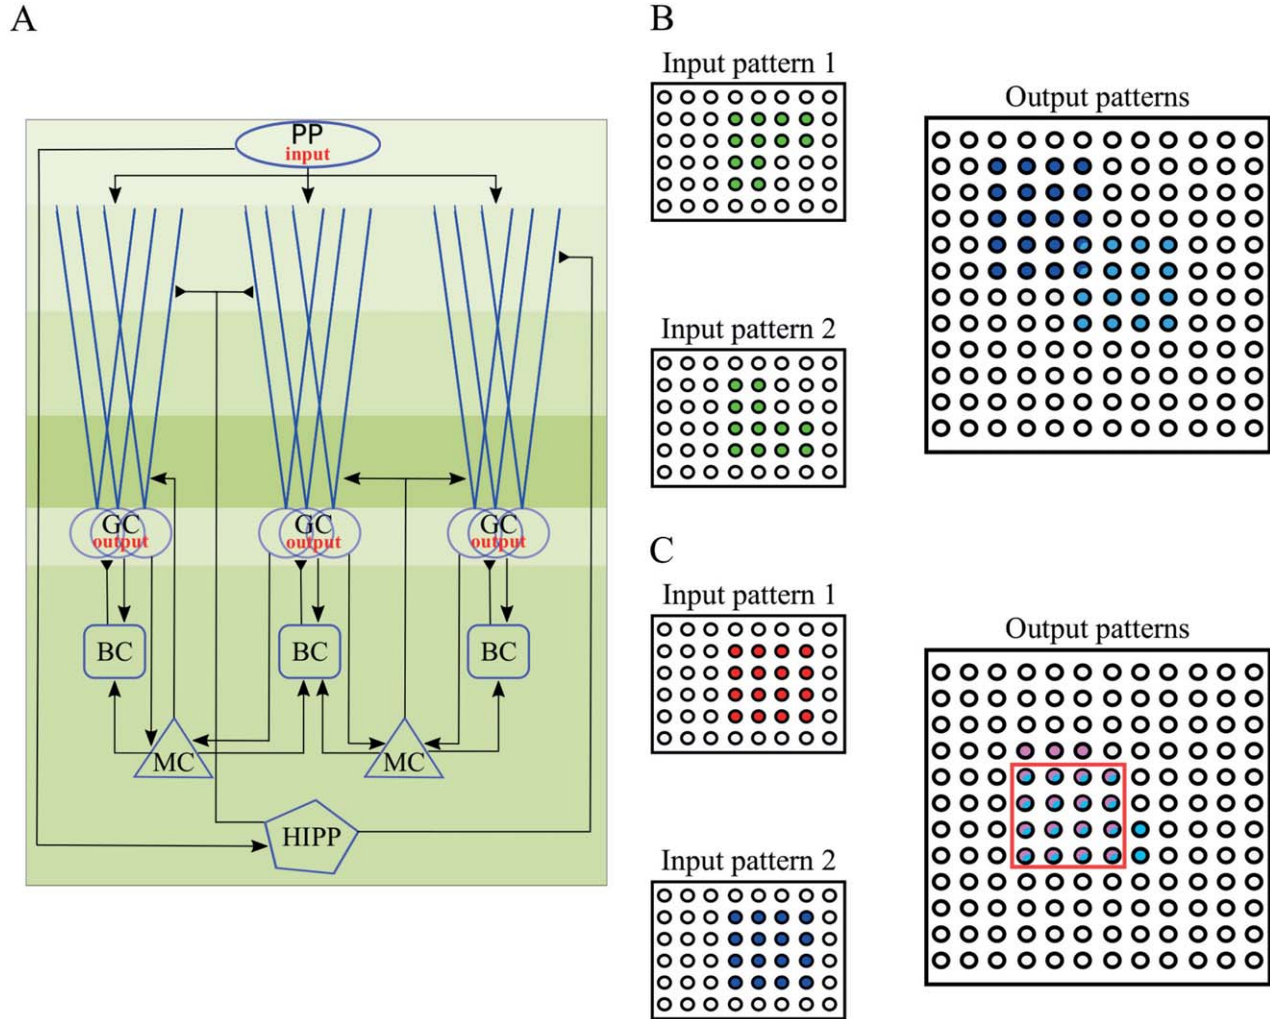 A
PP
input
GC
output
GC
output
GC
output
BC
BC
BC
MC
MC
HIPP
B
Input pattern 1
Output patterns
Input pattern 2
C
Input pattern 1
Output patterns
Input pattern 2